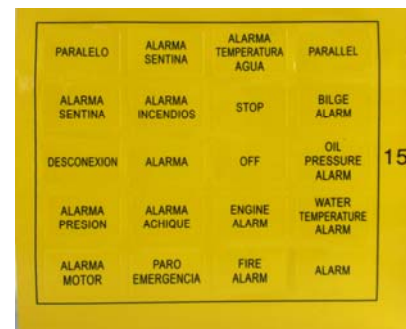 PARALELO
ALARMA
SENTINA
ALARMA
TEMPERATURA
AGUA
PARALLEL
ALARMA
SENTINA
ALARMA
INCENDIOS
STOP
BILGE
ALARM
DESCONEXION
ALARMA
OFF
OIL
PRESSURE
ALARM
15
ALARMA
PRESION
ALARMA
ACHIQUE
ENGINE
ALARM
WATER
TEMPERATURE
ALARM
ALARMA
MOTOR
PARO
EMERGENCIA
FIRE
ALARM
ALARM